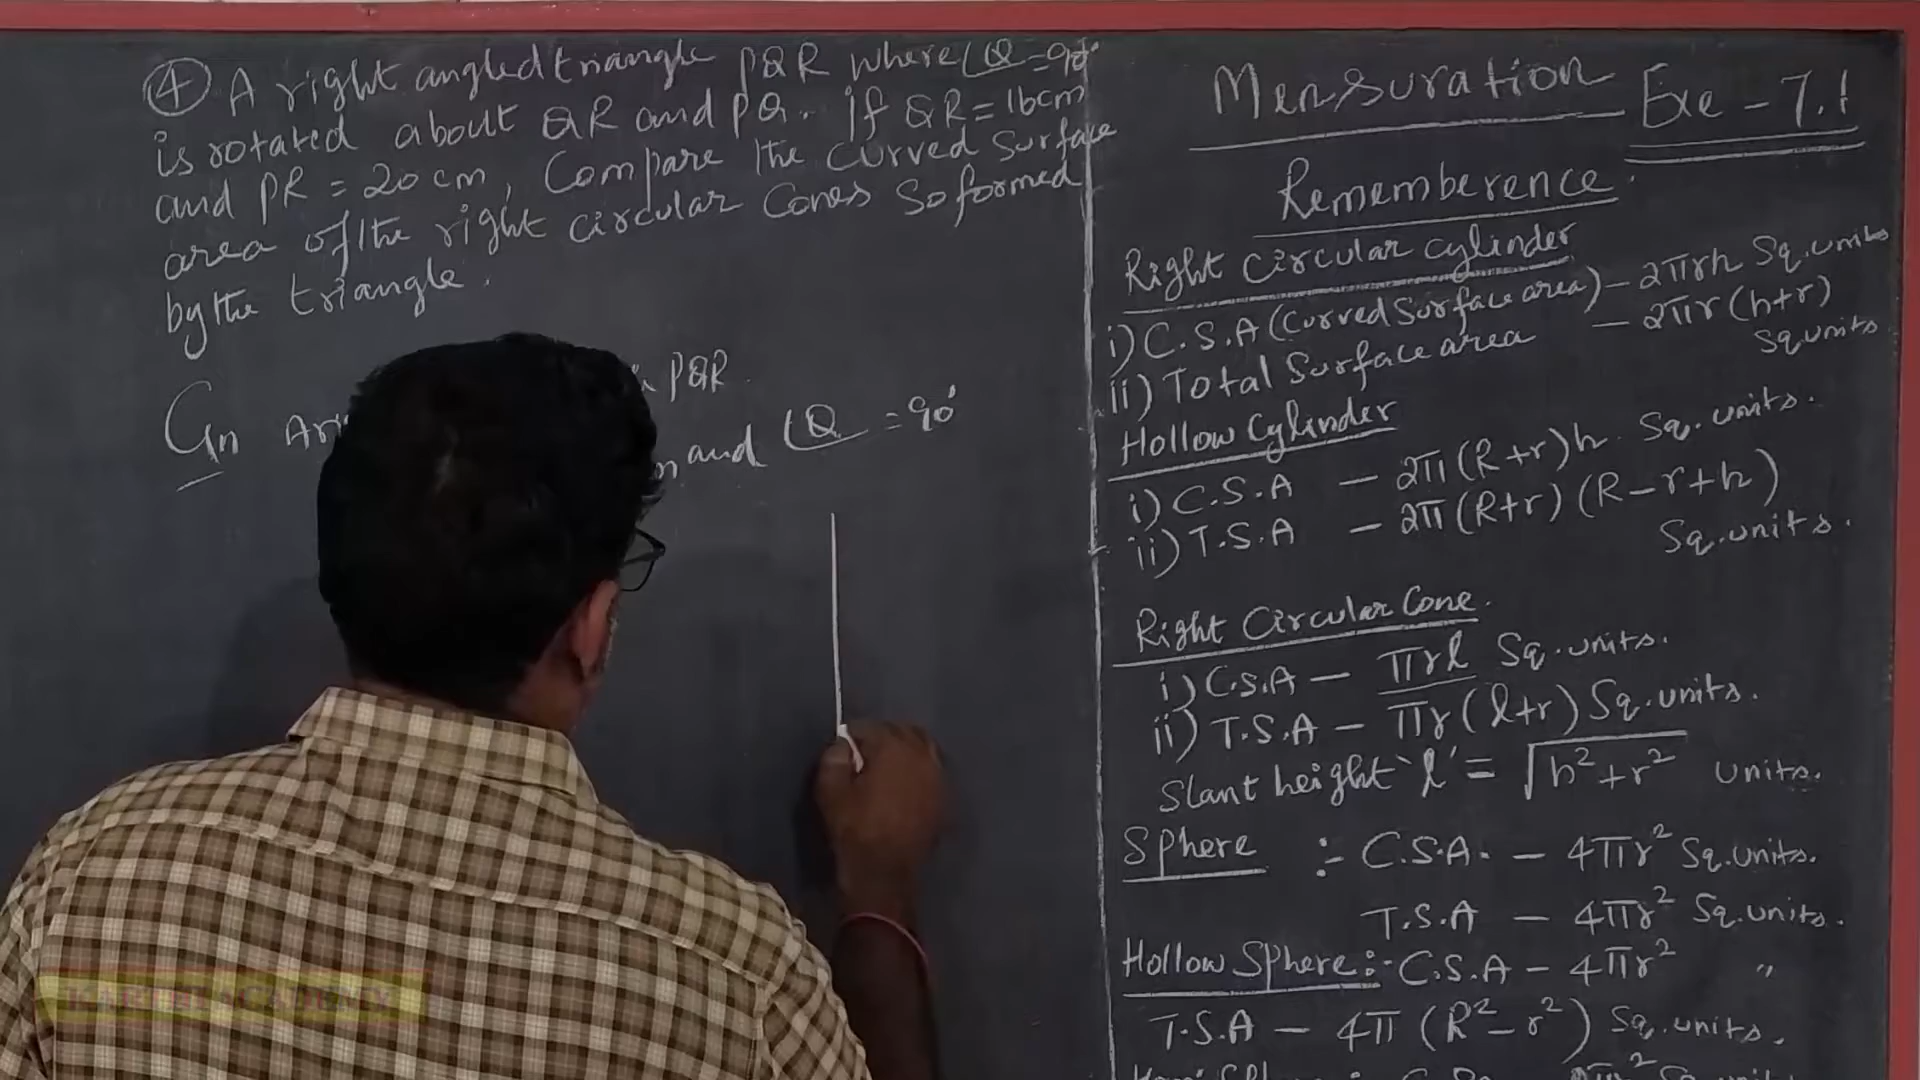 ④ A right angled triangle PQR where ∠Q = 90°
is rotated about QR and PQ. if QR = 16cm
and PR = 20 cm, Compare the curved surface
area of the right circular Cones So formed
by the triangle.
Gn
PQR.
and ∠Q = 90°
Mensuration Exe - 7.1
Rememberence
Right Circular cylinder
i) C.S.A (Curved Surface area) - 2πrh Sq.units
ii) Total Surface area - 2πr (h+r)
Sq units
Hollow Cylinder
i) C.S.A - 2π(R+r)h Sq. units.
ii) T.S.A - 2π(R+r) (R-r+h)
Sq.units.
Right Circular Cone.
i) C.S.A - πrl Sq.units.
ii) T.S.A - πr(l+r) Sq.units.
Slant height 'l' = √h²+r² units.
Sphere :- C.S.A. - 4πr² Sq.units.
T.S.A - 4πr² Sq.units.
Hollow Sphere :- C.S.A - 4πr² "
T.S.A - 4π (R²-r²) Sq.units.
KARTHI ACADEMY